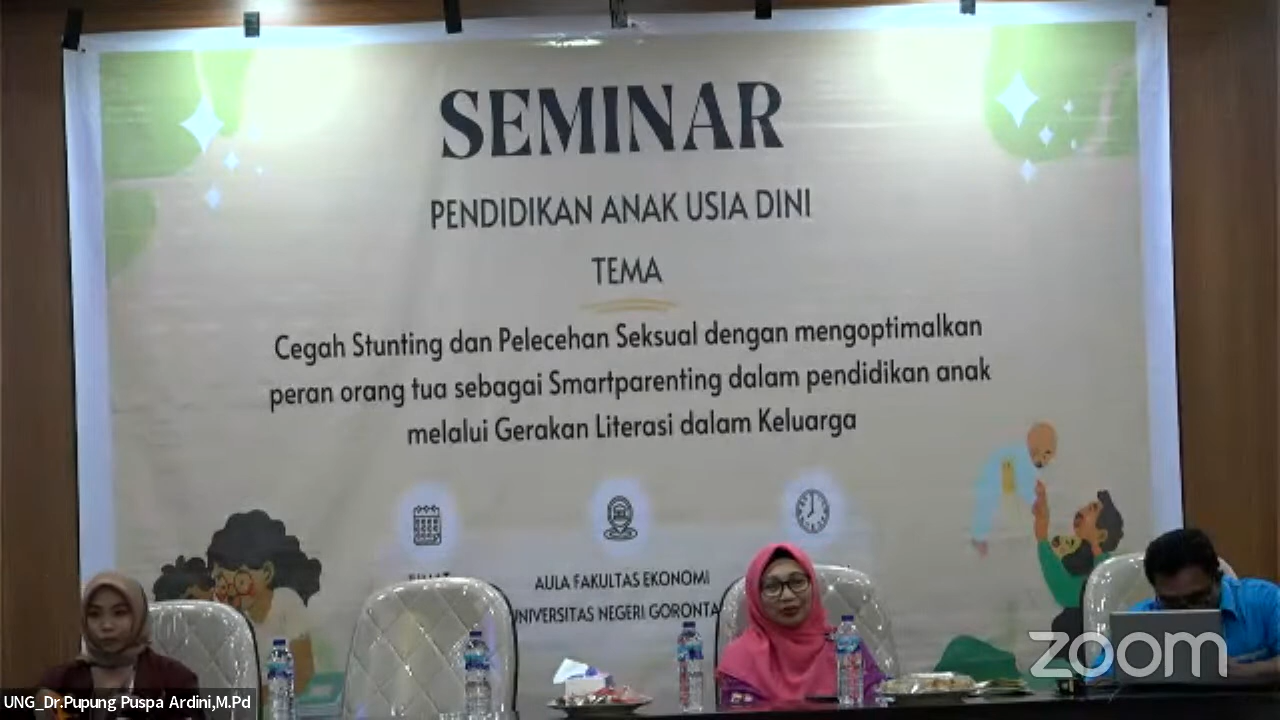 SEMINAR
PENDIDIKAN ANAK USIA DINI
TEMA
Cegah Stunting dan Pelecehan Seksual dengan mengoptimalkan
peran orang tua sebagai Smartparenting dalam pendidikan anak
melalui Gerakan Literasi dalam Keluarga
AULA FAKULTAS EKONOMI
NIVERSITAS NEGERI GORONTA
zoom
UNG_Dr.Pupung Puspa Ardini,M.Pd